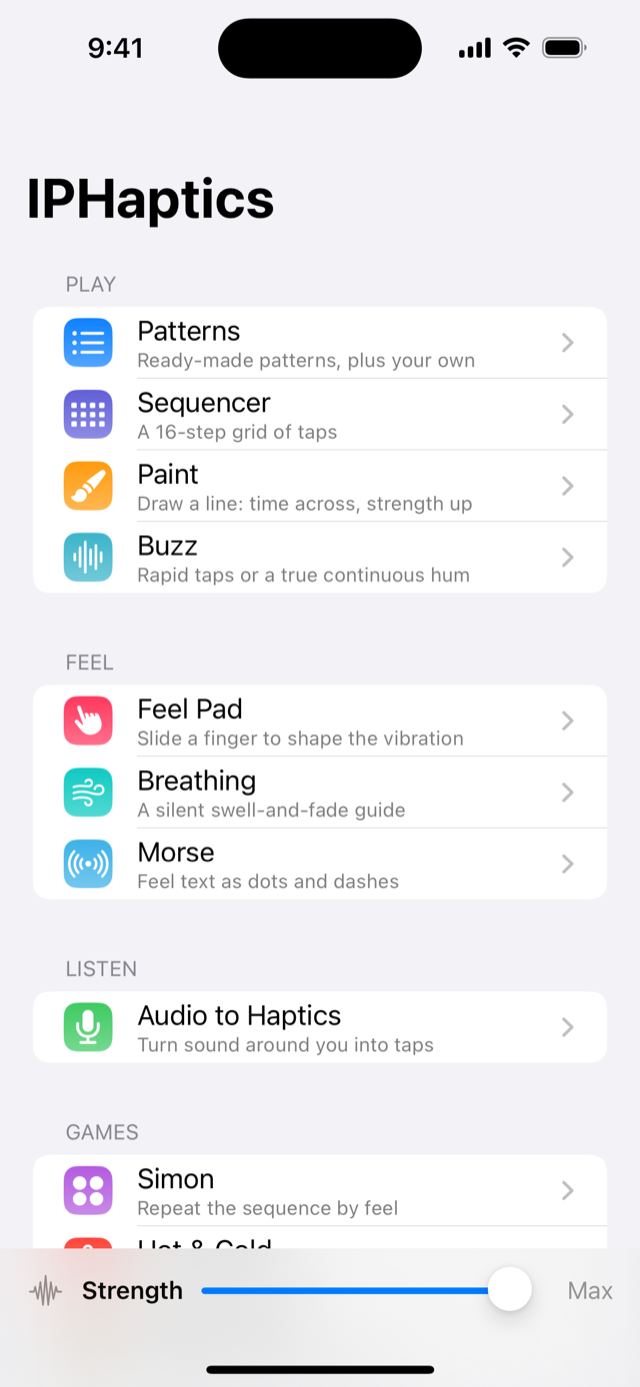 9:41
IPHaptics
PLAY
Patterns
Ready-made patterns, plus your own
Sequencer
A 16-step grid of taps
Paint
Draw a line: time across, strength up
Buzz
Rapid taps or a true continuous hum
FEEL
Feel Pad
Slide a finger to shape the vibration
Breathing
A silent swell-and-fade guide
Morse
Feel text as dots and dashes
LISTEN
Audio to Haptics
Turn sound around you into taps
GAMES
Simon
Repeat the sequence by feel
Hot & Cold
Strength Max